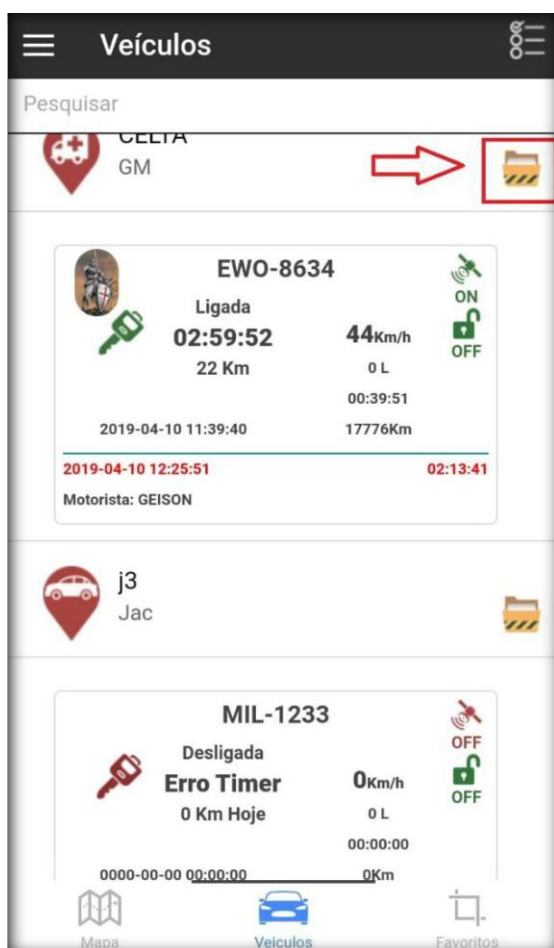 Veículos
Pesquisar
CELTA
GM
EWO-8634
ON
Ligada
02:59:52
44Km/h
OFF
22 Km
0 L
00:39:51
2019-04-10 11:39:40
17776Km
2019-04-10 12:25:51
02:13:41
Motorista: GEISON
j3
Jac
MIL-1233
OFF
Desligada
Erro Timer
0Km/h
OFF
0 Km Hoje
0 L
00:00:00
0000-00-00 00:00:00
0Km
Mapa
Veiculos
Favoritos